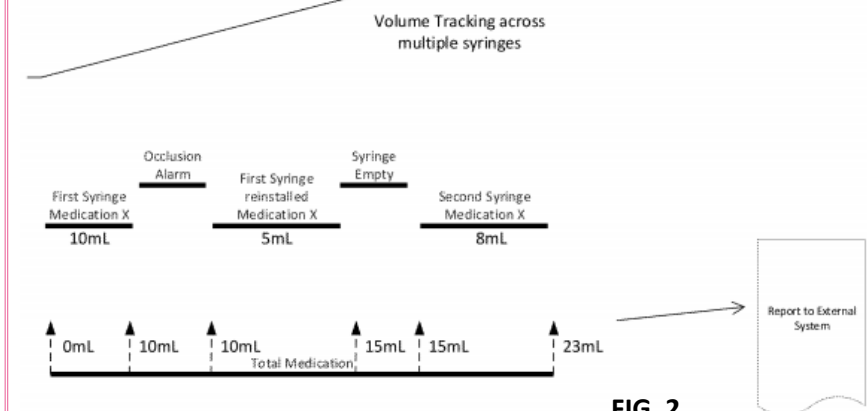 Volume Tracking across
multiple syringes
Occlusion
Alarm
Syringe
Empty
First Syringe
Medication X
10mL
First Syringe
reinstalled
Medication X
5mL
Second Syringe
Medication X
8mL
Report to External
System
0mL
10mL
10mL
15mL
15mL
23mL
Total Medication
FIG. 2